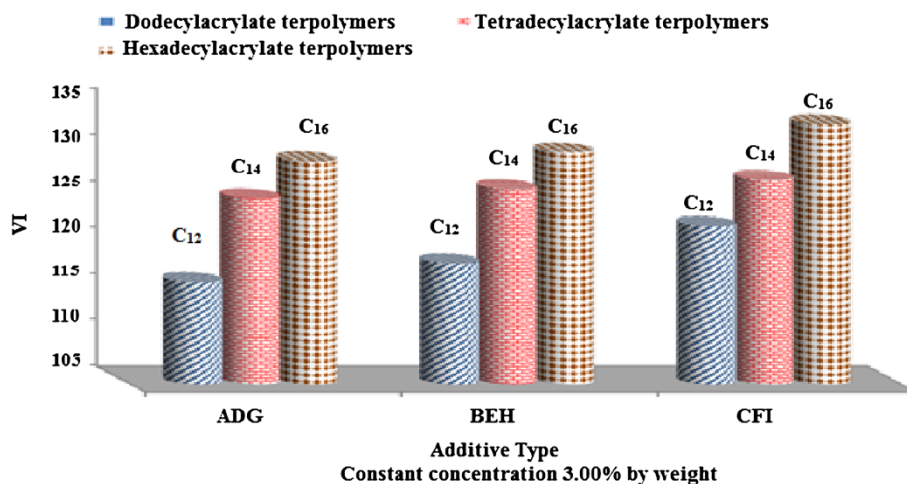 Dodecylacrylate terpolymers
Tetradecylacrylate terpolymers
Hexadecylacrylate terpolymers
135
130
125
120
115
110
105
VI
C₁₂
C₁₄
C₁₆
C₁₂
C₁₄
C₁₆
C₁₂
C₁₄
C₁₆
ADG
BEH
CFI
Additive Type
Constant concentration 3.00% by weight